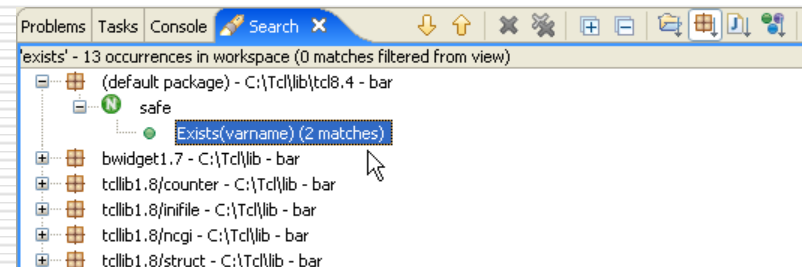 Problems Tasks Console Search
'exists' - 13 occurrences in workspace (0 matches filtered from view)
(default package) - C:\Tcl\lib\tcl8.4 - bar
N safe
Exists(varname) (2 matches)
bwidget1.7 - C:\Tcl\lib - bar
tcllib1.8/counter - C:\Tcl\lib - bar
tcllib1.8/inifile - C:\Tcl\lib - bar
tcllib1.8/ncgi - C:\Tcl\lib - bar
tcllib1.8/struct - C:\Tcl\lib - bar